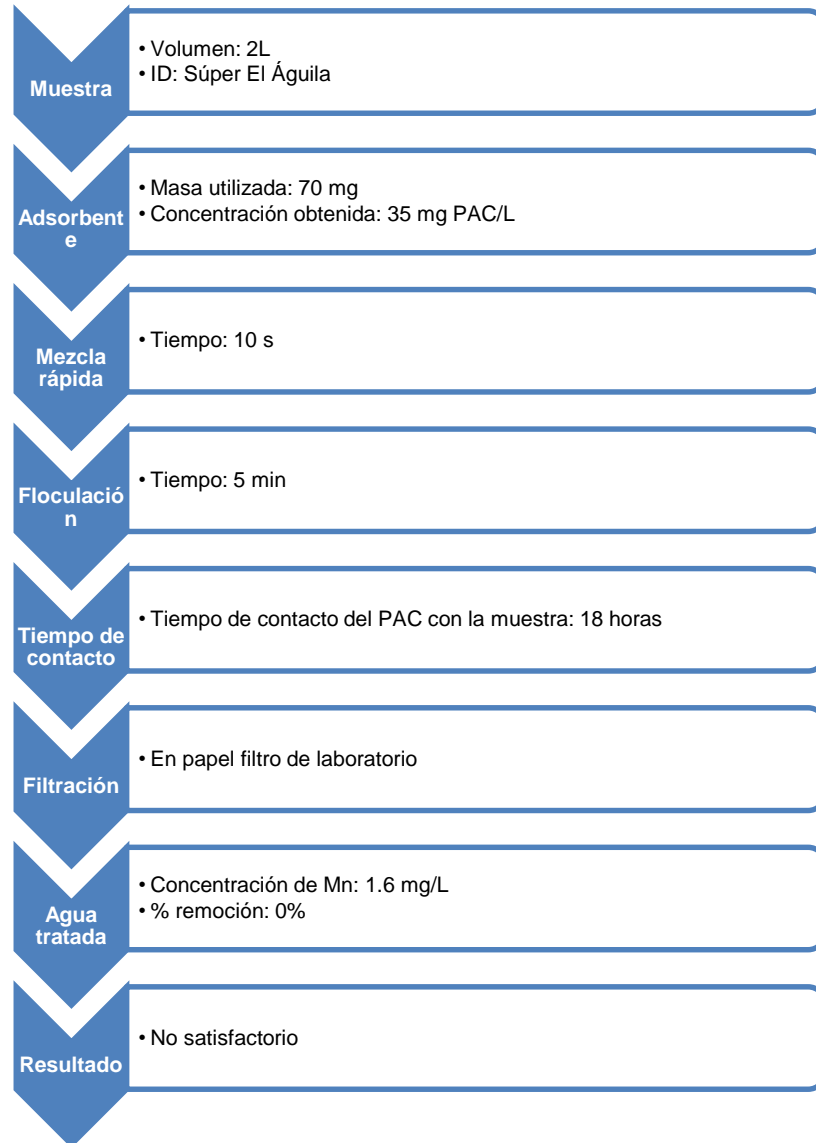 Muestra
• Volumen: 2L
• ID: Súper El Águila
Adsorbent
e
• Masa utilizada: 70 mg
• Concentración obtenida: 35 mg PAC/L
Mezcla
rápida
• Tiempo: 10 s
Floculació
n
• Tiempo: 5 min
Tiempo de
contacto
• Tiempo de contacto del PAC con la muestra: 18 horas
Filtración
• En papel filtro de laboratorio
Agua
tratada
• Concentración de Mn: 1.6 mg/L
• % remoción: 0%
Resultado
• No satisfactorio